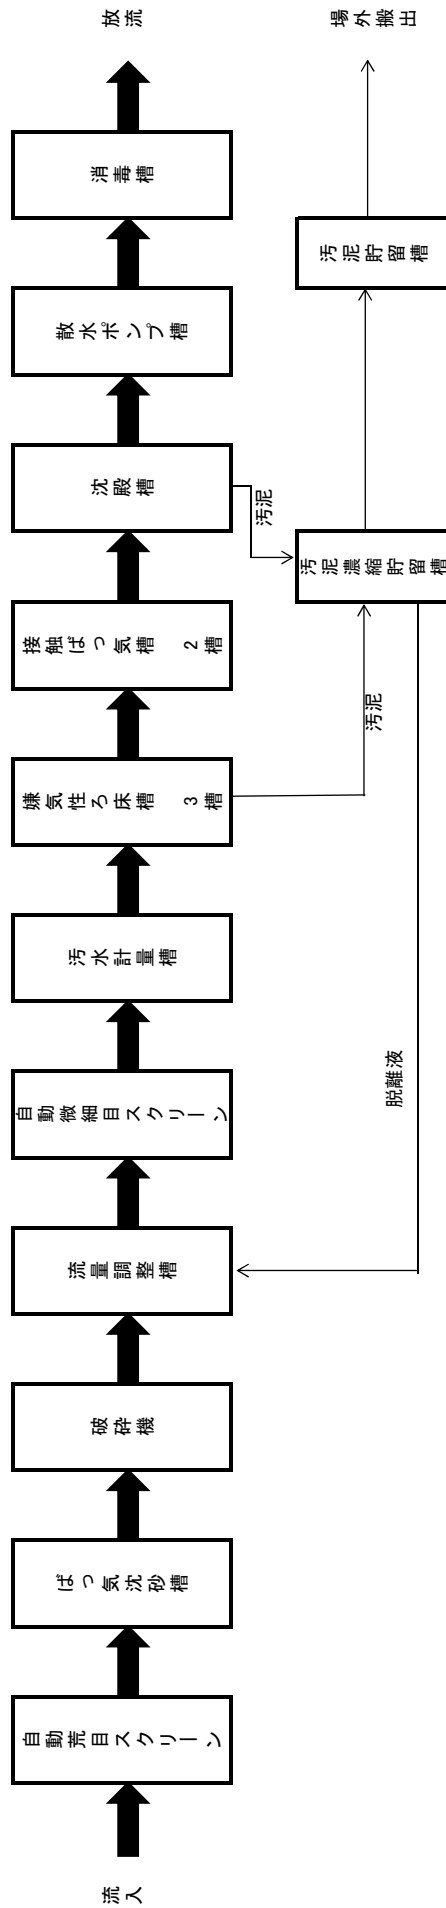 流入
自動荒目スクリーン
ばっ気沈砂槽
破砕機
流量調整槽
自動微細目スクリーン
汚水計量槽
嫌気性ろ床槽 3槽
接触ばっ気槽 2槽
沈殿槽
散水ポンプ槽
消毒槽
放流
脱離液
汚泥
汚泥
汚泥濃縮貯留槽
汚泥貯留槽
場外搬出